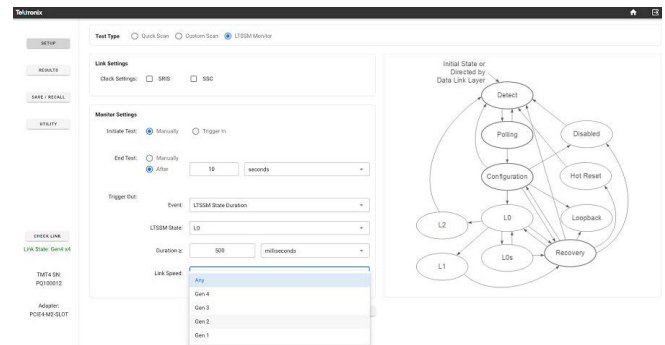 Tektronix
SETUP
RESULTS
SAVE / RECALL
UTILITY
CHECK LINK
Link State: Gen4 x4
TMT4 SN:
PQ100012
Adapter:
PCIE4-M2-SLOT
Test Type Quick Scan Custom Scan LTSSM Monitor
Link Settings
Clock Settings: SRIS SSC
Monitor Settings
Initiate Test: Manually Trigger In
End Test: Manually
After 10 seconds
Trigger Out:
Event: LTSSM State Duration
LTSSM State: L0
Duration ≥ 500 milliseconds
Link Speed:
Any
Gen 4
Gen 3
Gen 2
Gen 1
Initial State or
Directed by
Data Link Layer
Detect
Polling
Disabled
Configuration
Hot Reset
L2
L0
Loopback
L0s
Recovery
L1